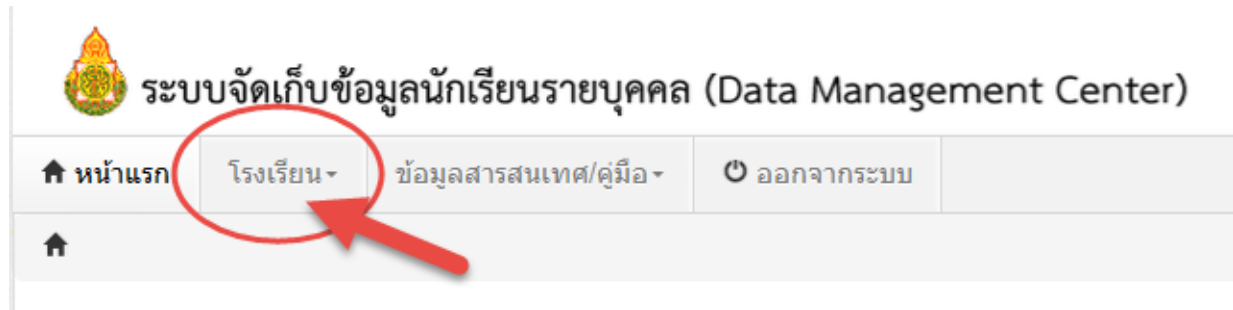 ระบบจัดเก็บข้อมูลนักเรียนรายบุคคล (Data Management Center)
หน้าแรก โรงเรียน ข้อมูลสารสนเทศ/คู่มือ ออกจากระบบ